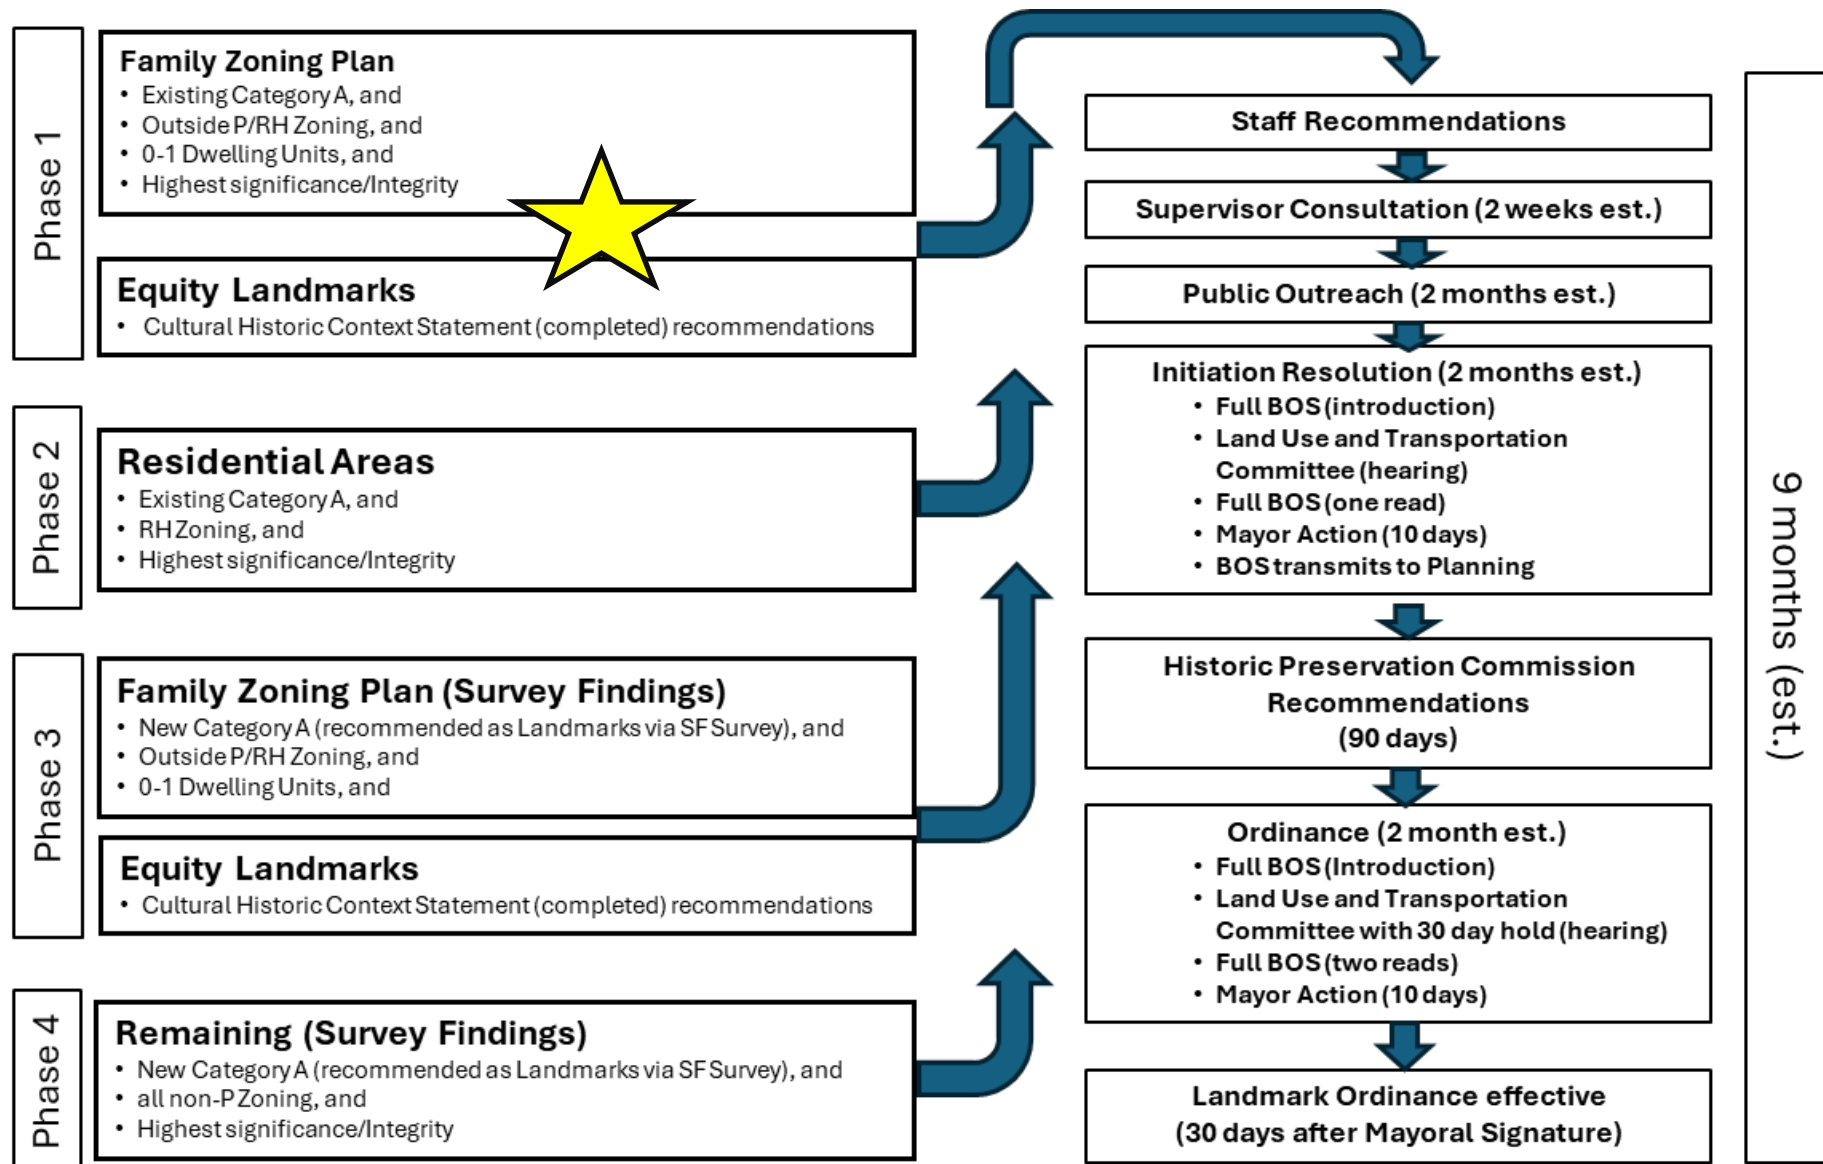 Phase 1
Family Zoning Plan
• Existing Category A, and
• Outside P/RH Zoning, and
• 0-1 Dwelling Units, and
• Highest significance/Integrity
Equity Landmarks
• Cultural Historic Context Statement (completed) recommendations
Phase 2
Residential Areas
• Existing Category A, and
• RH Zoning, and
• Highest significance/Integrity
Phase 3
Family Zoning Plan (Survey Findings)
• New Category A (recommended as Landmarks via SF Survey), and
• Outside P/RH Zoning, and
• 0-1 Dwelling Units, and
Equity Landmarks
• Cultural Historic Context Statement (completed) recommendations
Phase 4
Remaining (Survey Findings)
• New Category A (recommended as Landmarks via SF Survey), and
• all non-P Zoning, and
• Highest significance/Integrity
Staff Recommendations
Supervisor Consultation (2 weeks est.)
Public Outreach (2 months est.)
Initiation Resolution (2 months est.)
• Full BOS (introduction)
• Land Use and Transportation
Committee (hearing)
• Full BOS (one read)
• Mayor Action (10 days)
• BOS transmits to Planning
Historic Preservation Commission
Recommendations
(90 days)
Ordinance (2 month est.)
• Full BOS (Introduction)
• Land Use and Transportation
Committee with 30 day hold (hearing)
• Full BOS (two reads)
• Mayor Action (10 days)
Landmark Ordinance effective
(30 days after Mayoral Signature)
9 months (est.)